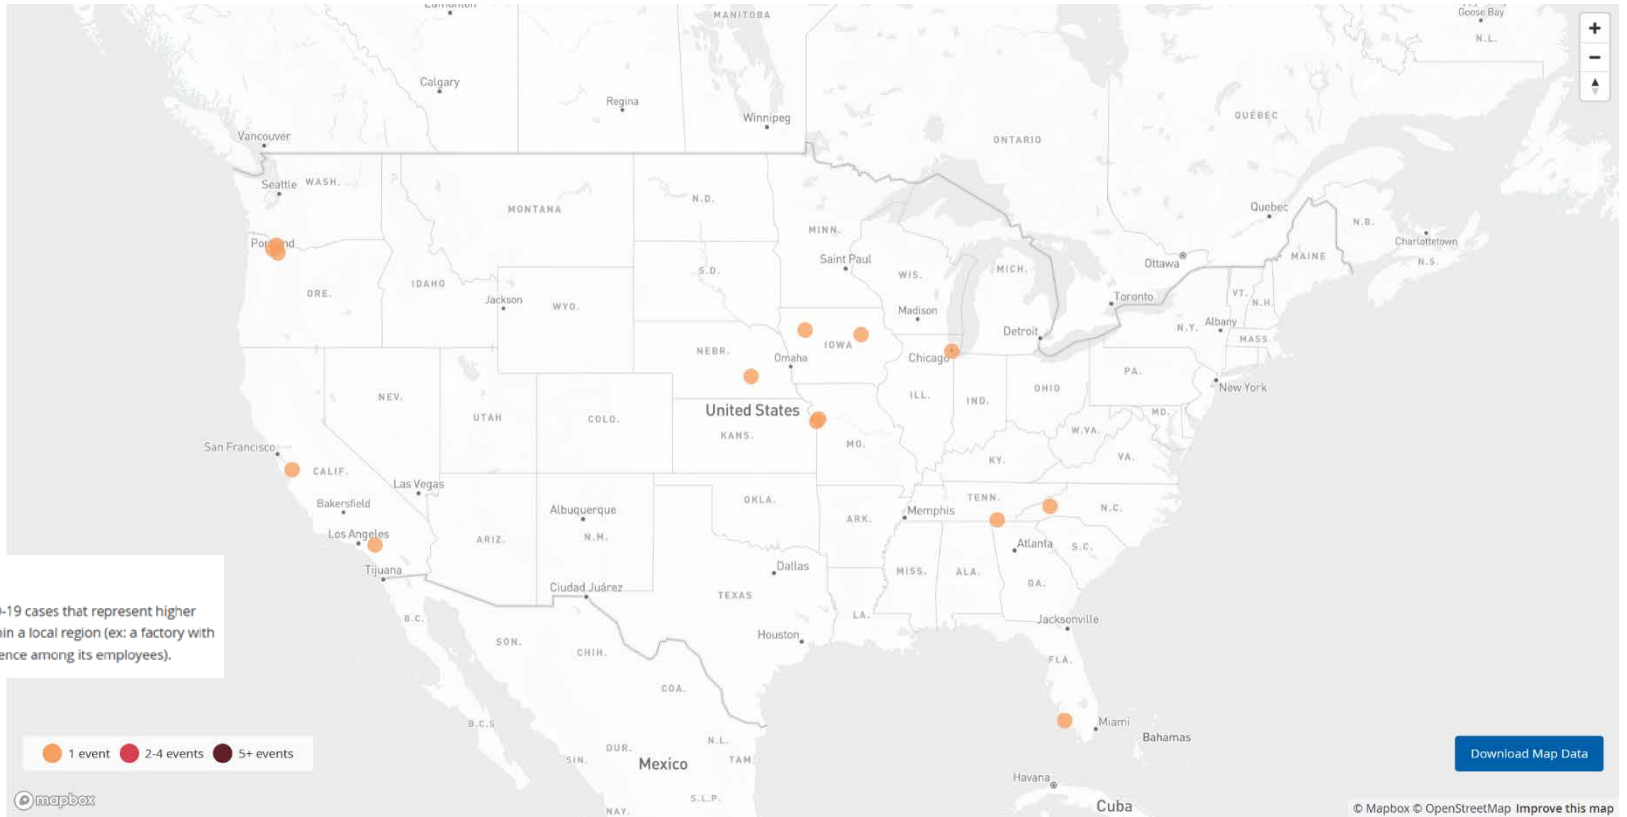 Goose Bay
MANITOBA
N.L.
Calgary
Regina
Winnipeg
QUÉBEC
ONTARIO
Vancouver
Seattle
WASH.
MONTANA
N.D.
Quebec
N.B.
MINN.
Charlottetown
Portland
Saint Paul
Ottawa
MAINE
N.S.
S.D.
WIS.
MICH.
IDAHO
ORE.
Jackson
WYO.
Madison
Toronto
VT.
N.H.
Detroit
N.Y.
Albany
MASS.
IOWA
NEBR.
Omaha
Chicago
PA.
New York
NEV.
ILL.
IND.
OHIO
UTAH
COLO.
United States
MD.
KANS.
MO.
W.VA.
San Francisco
CALIF.
KY.
VA.
Las Vegas
Bakersfield
OKLA.
TENN.
Albuquerque
ARK.
Memphis
N.C.
Los Angeles
ARIZ.
N.M.
Atlanta
S.C.
Tijuana
Dallas
MISS.
ALA.
GA.
Ciudad Juárez
TEXAS
-19 cases that represent higher
in a local region (ex: a factory with
ence among its employees).
B.C.
LA.
Jacksonville
SON.
Houston
CHIH.
FLA.
COA.
B.C.S
Miami
Bahamas
1 event 2-4 events 5+ events
DUR.
N.L.
SIN.
Mexico
TAM.
Download Map Data
Havana
mapbox
S.L.P.
NAY.
Cuba
© Mapbox © OpenStreetMap Improve this map